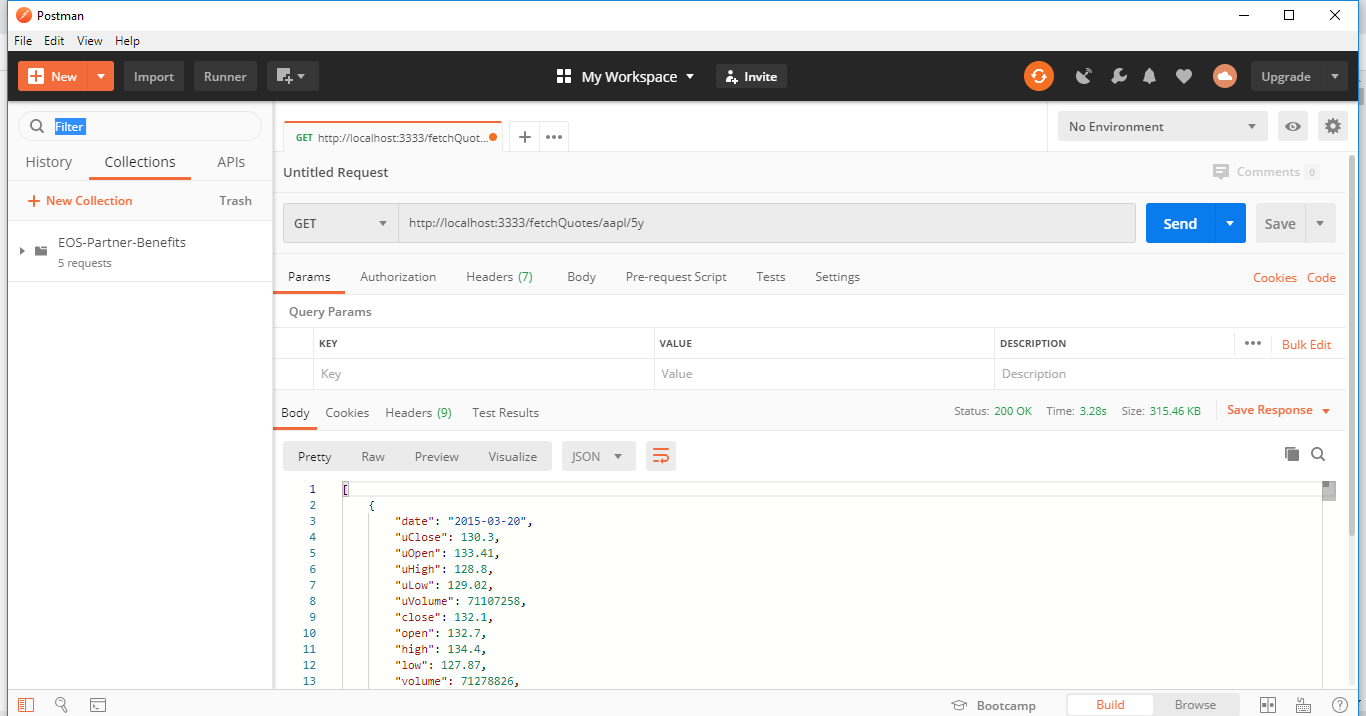 Postman
File Edit View Help
New Import Runner My Workspace Invite Upgrade
Filter
History Collections APIs
New Collection Trash
EOS-Partner-Benefits
5 requests
GET http://localhost:3333/fetchQuot... No Environment
Untitled Request Comments 0
GET http://localhost:3333/fetchQuotes/aapl/5y Send Save
Params Authorization Headers (7) Body Pre-request Script Tests Settings Cookies Code
Query Params
KEY VALUE DESCRIPTION Bulk Edit
Key Value Description
Body Cookies Headers (9) Test Results Status: 200 OK Time: 3.28s Size: 315.46 KB Save Response
Pretty Raw Preview Visualize JSON
1 [
2 {
3 "date": "2015-03-20",
4 "uClose": 130.3,
5 "uOpen": 133.41,
6 "uHigh": 128.8,
7 "uLow": 129.02,
8 "uVolume": 71107258,
9 "close": 132.1,
10 "open": 132.7,
11 "high": 134.4,
12 "low": 127.87,
13 "volume": 71278826,
Bootcamp Build Browse